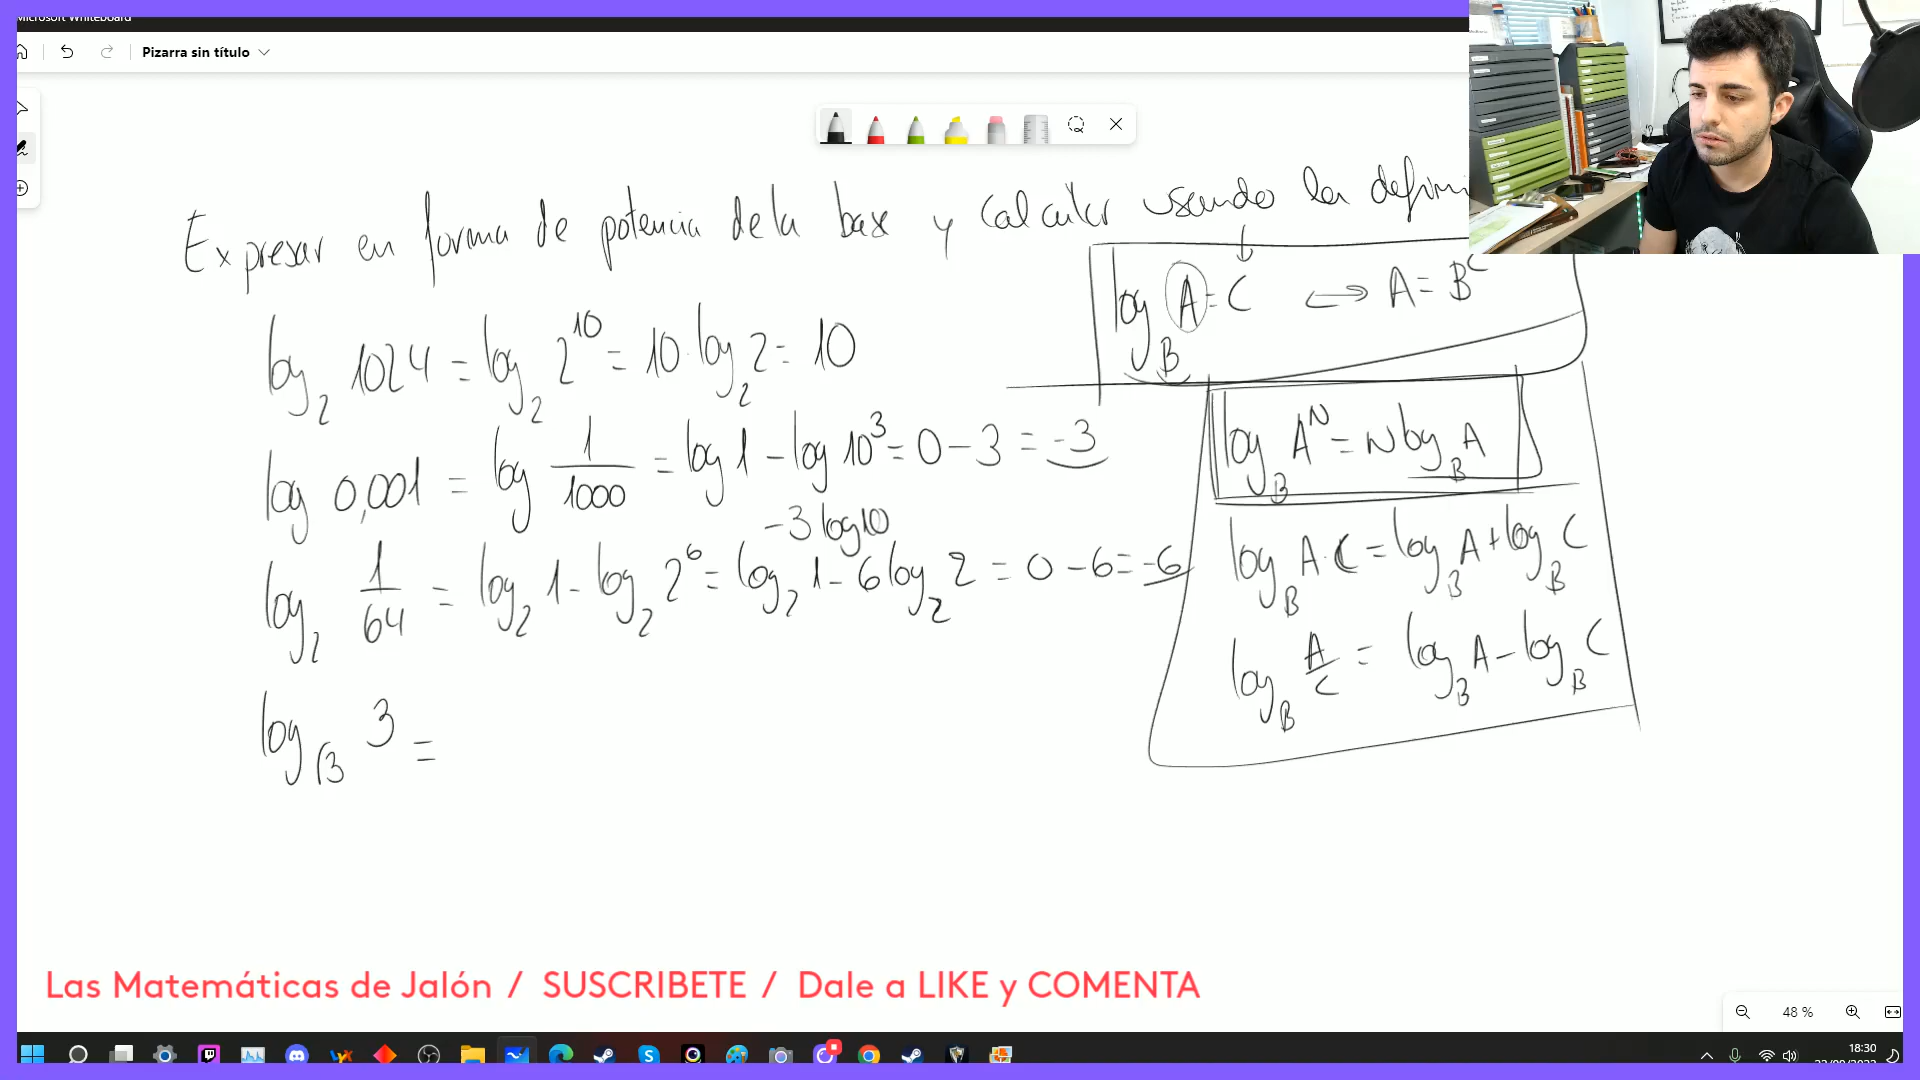 Microsoft Whiteboard
Pizarra sin título
Expresar en forma de potencia de la base y calcular usando la
log_B A = C ⟷ A = B^C
log_2 1024 = log_2 2^10 = 10·log_2 2 = 10
log_B A^N = N log_B A
log 0,001 = log 1/1000 = log 1 - log 10^3 = 0 - 3 = -3
-3 log 10
log_B A·C = log_B A + log_B C
log_2 1/64 = log_2 1 - log_2 2^6 = log_2 1 - 6 log_2 2 = 0 - 6 = -6
log_B A/C = log_B A - log_B C
log_√3 3 =
Las Matemáticas de Jalón / SUSCRIBETE / Dale a LIKE y COMENTA
48 %
18:30